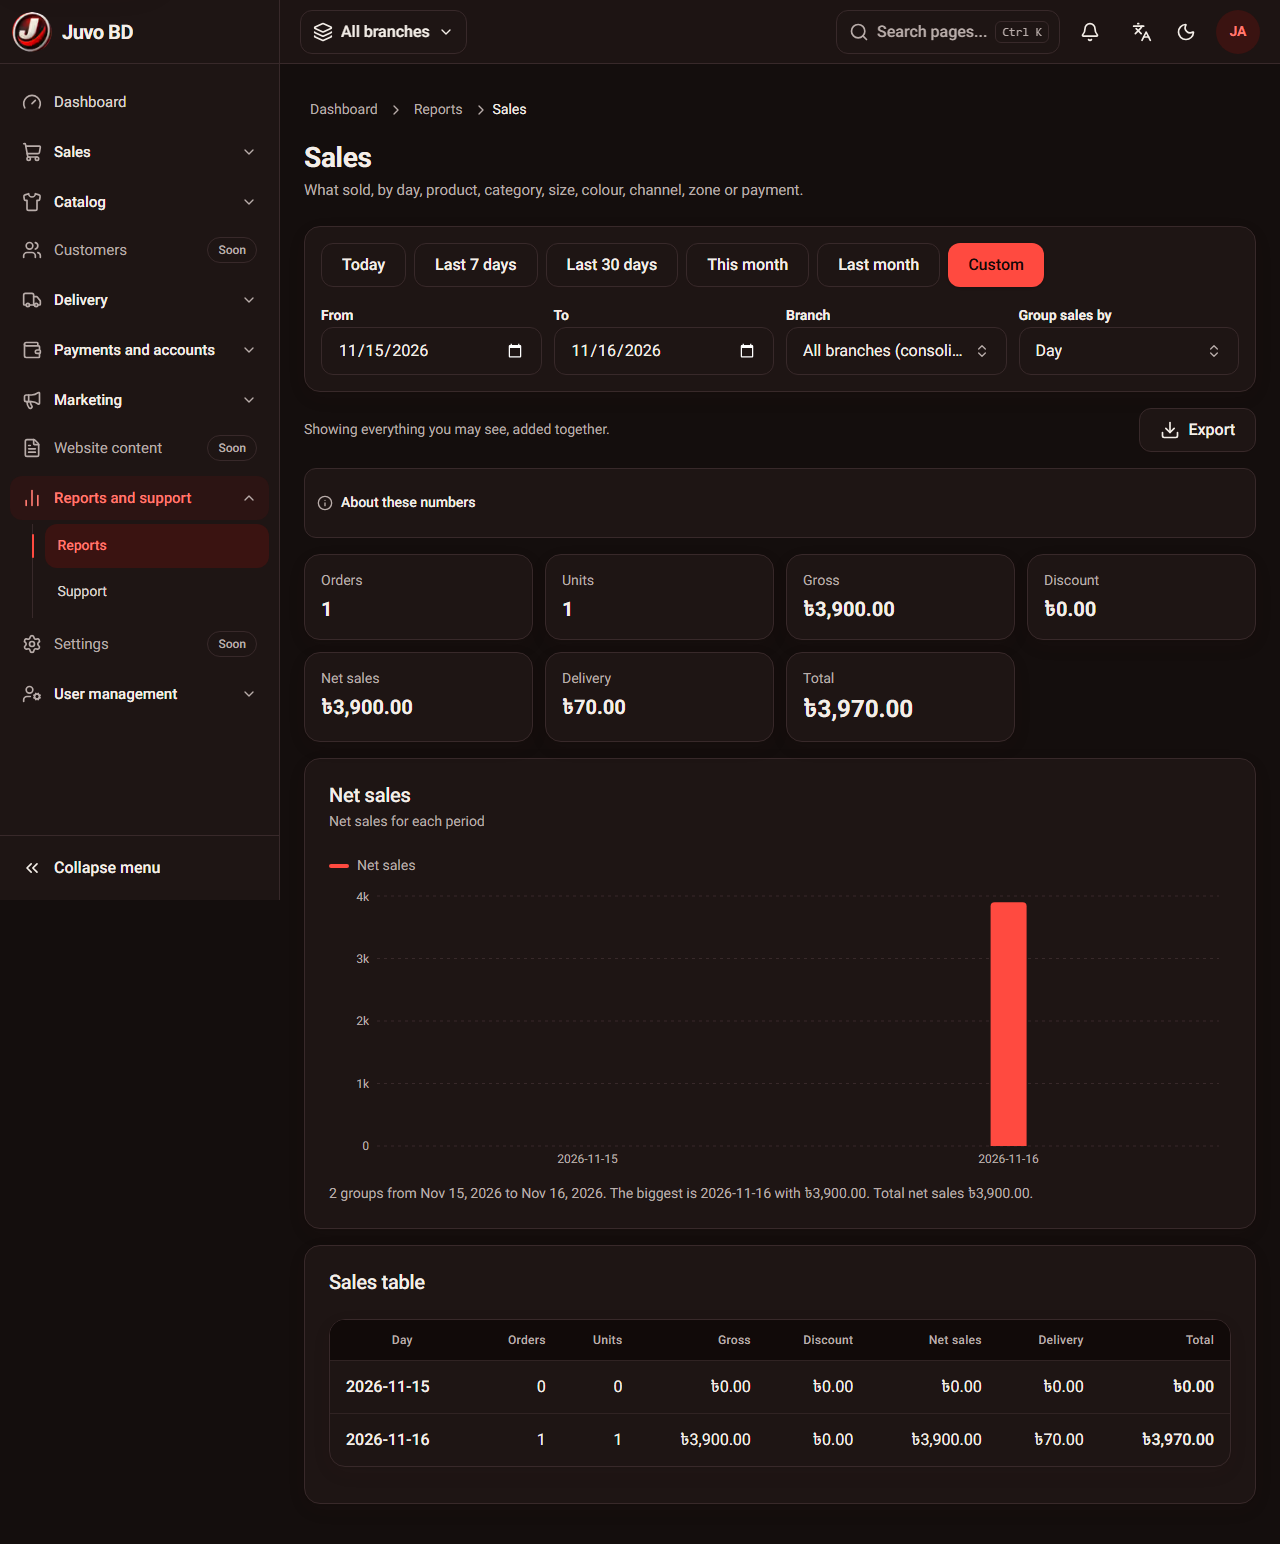 Juvo BD
All branches
Search pages... Ctrl K
JA
Dashboard
Sales
Catalog
Customers Soon
Delivery
Payments and accounts
Marketing
Website content Soon
Reports and support
Reports
Support
Settings Soon
User management
Collapse menu
Dashboard > Reports > Sales
Sales
What sold, by day, product, category, size, colour, channel, zone or payment.
Today Last 7 days Last 30 days This month Last month Custom
From To Branch Group sales by
11/15/2026 11/16/2026 All branches (consoli... Day
Showing everything you may see, added together.
Export
About these numbers
Orders Units Gross Discount
1 1 ৳3,900.00 ৳0.00
Net sales Delivery Total
৳3,900.00 ৳70.00 ৳3,970.00
Net sales
Net sales for each period
Net sales
4k
3k
2k
1k
0
2026-11-15 2026-11-16
2 groups from Nov 15, 2026 to Nov 16, 2026. The biggest is 2026-11-16 with ৳3,900.00. Total net sales ৳3,900.00.
Sales table
Day Orders Units Gross Discount Net sales Delivery Total
2026-11-15 0 0 ৳0.00 ৳0.00 ৳0.00 ৳0.00 ৳0.00
2026-11-16 1 1 ৳3,900.00 ৳0.00 ৳3,900.00 ৳70.00 ৳3,970.00